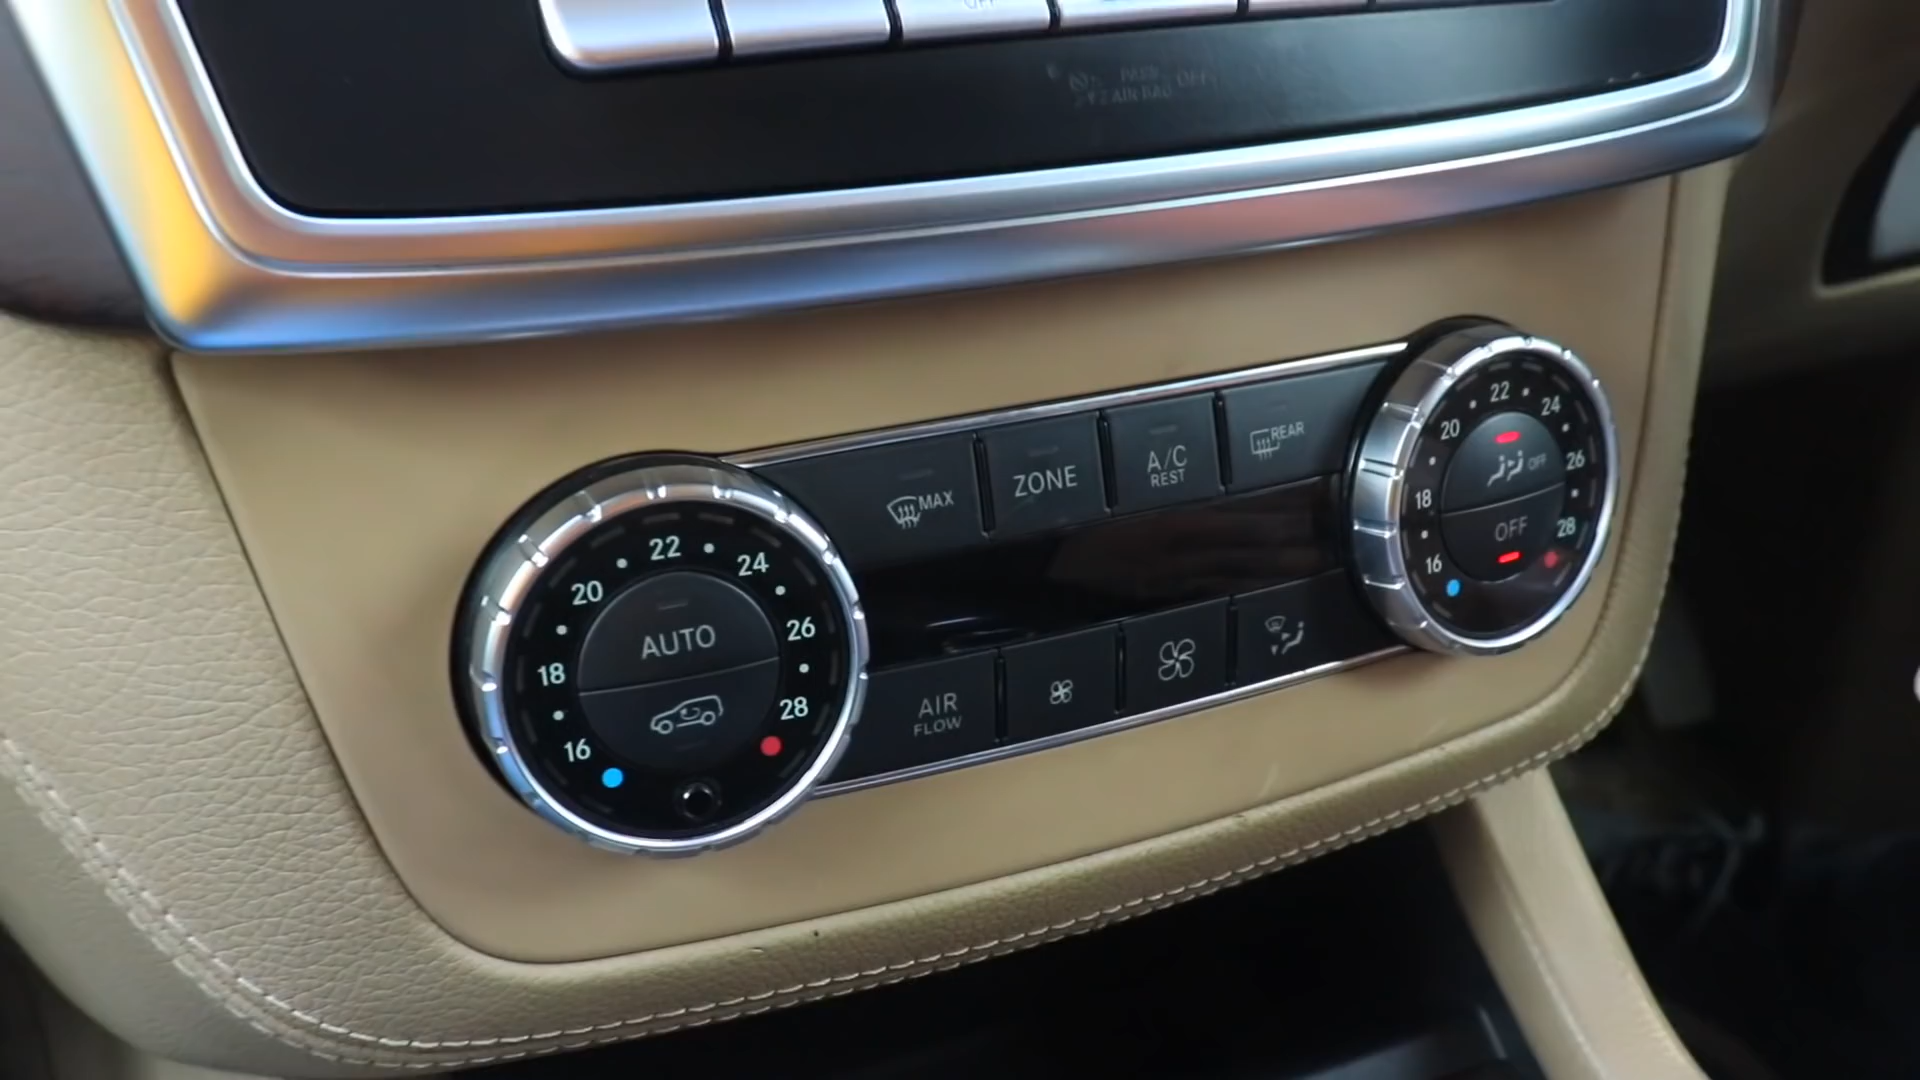 OFF
PASS OFF
AIR BAG
MAX
ZONE
A/C
REST
REAR
22
24
20
26
18
28
16
OFF
OFF
22
24
20
26
18
28
16
AUTO
AIR
FLOW